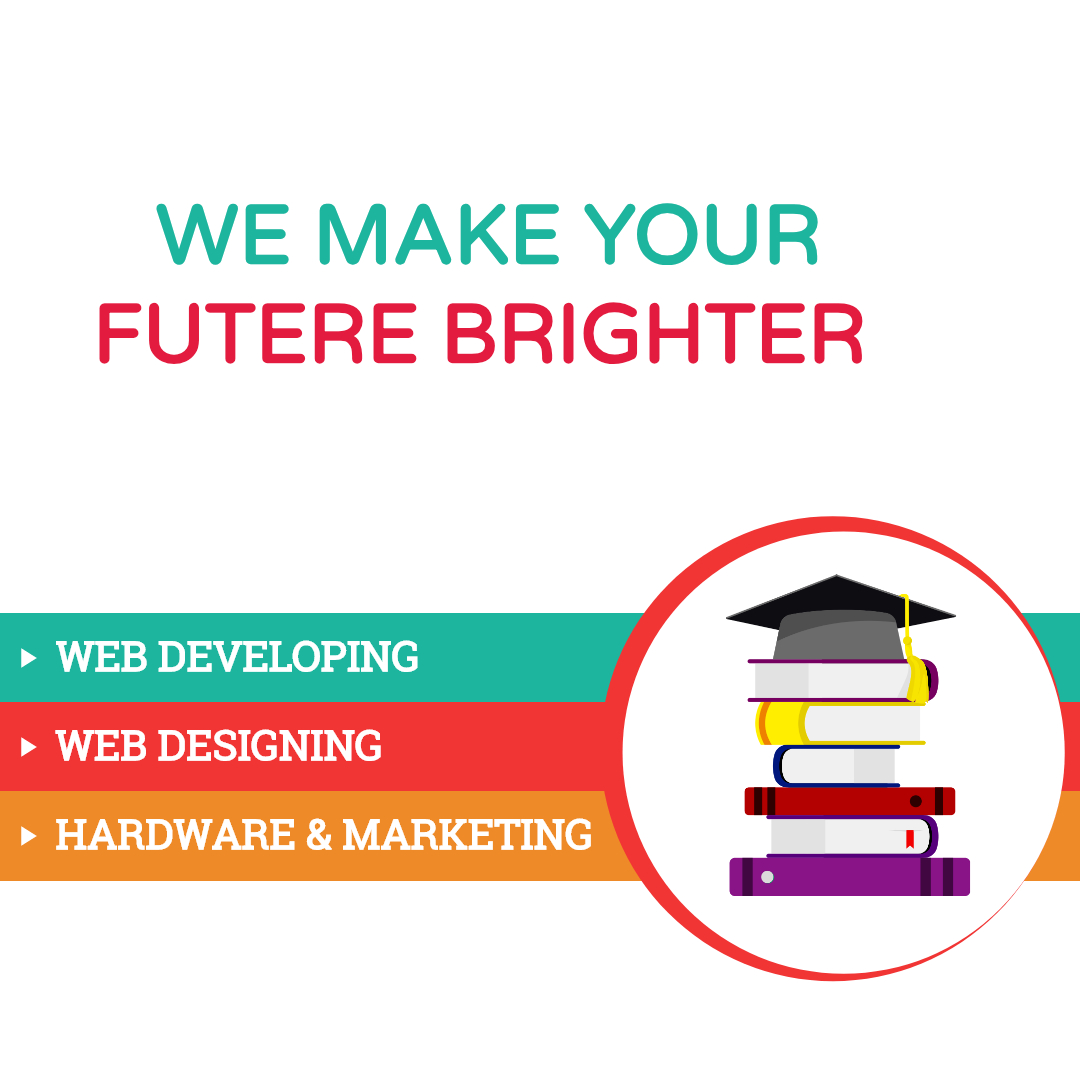 WE MAKE YOUR
FUTERE BRIGHTER
WEB DEVELOPING
WEB DESIGNING
HARDWARE & MARKETING